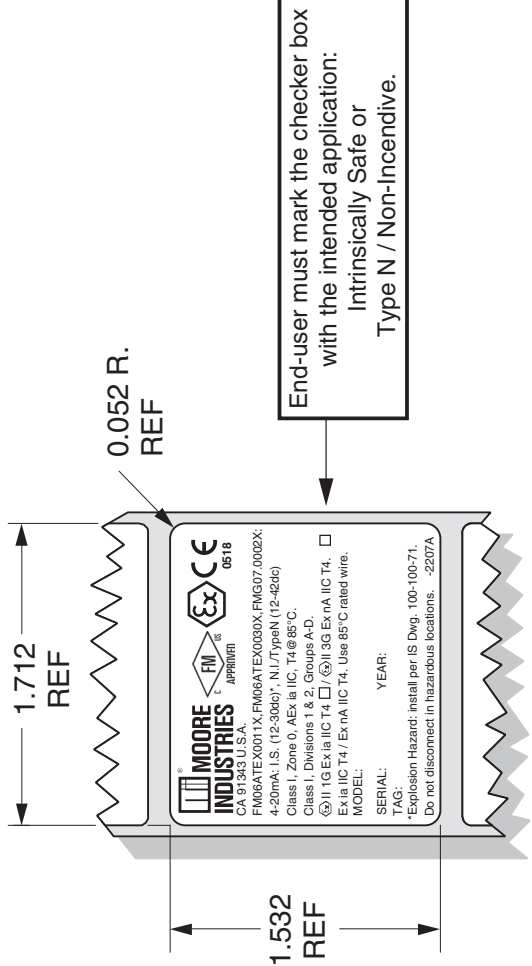 1.712
REF
0.052 R.
REF
1.532
REF
MOORE
INDUSTRIES
®
C FM US
APPROVED
Ex CE
0518
CA 91343 U.S.A.
FM06ATEX0011X,FM06ATEX0030X,FMG07.0002X:
4-20mA: I.S. (12-30dc)*, N.I./TypeN (12-42dc)
Class I, Zone 0, AEx ia IIC, T4@85°C.
Class I, Divisions 1 & 2, Groups A-D.
Ex II 1G Ex ia IIC T4 □ / Ex II 3G Ex nA IIC T4. □
Ex ia IIC T4 / Ex nA IIC T4. Use 85°C rated wire.
MODEL:
SERIAL: YEAR:
TAG:
*Explosion Hazard: install per IS Dwg. 100-100-71.
Do not disconnect in hazardous locations. -2207A
End-user must mark the checker box
with the intended application:
Intrinsically Safe or
Type N / Non-Incendive.